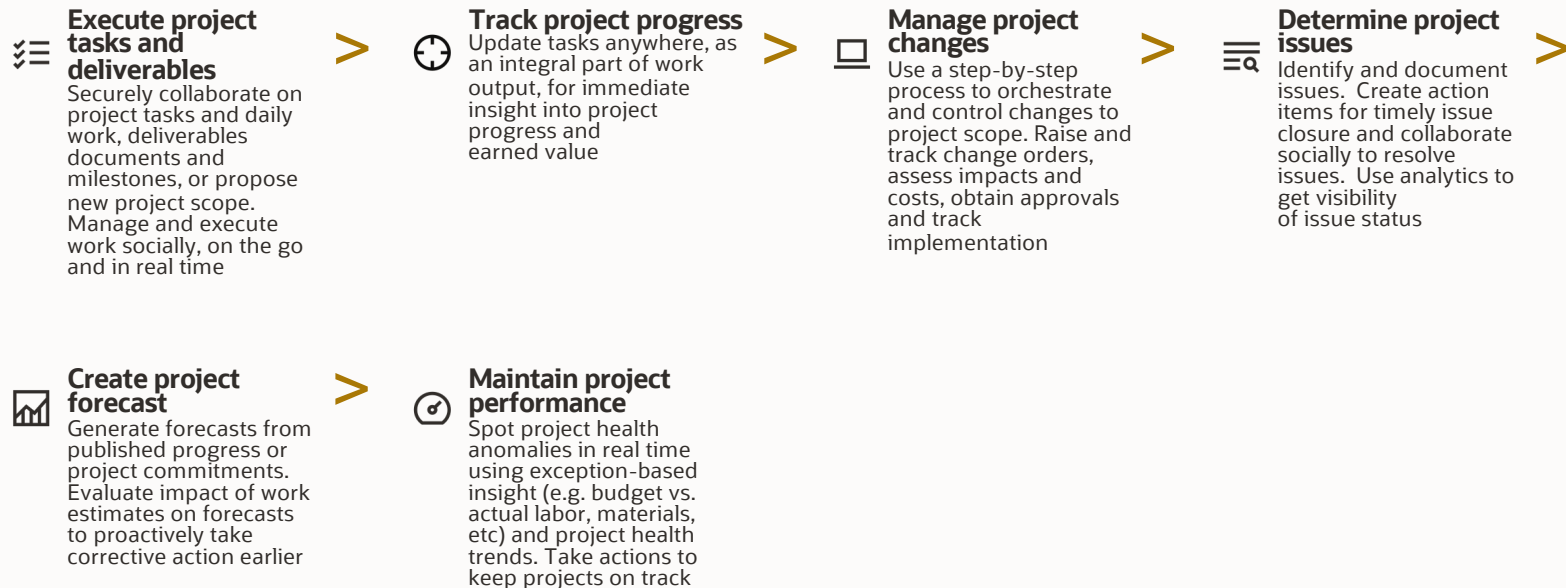 Execute project
tasks and
deliverables
Securely collaborate on
project tasks and daily
work, deliverables
documents and
milestones, or propose
new project scope.
Manage and execute
work socially, on the go
and in real time
>
Track project progress
Update tasks anywhere, as
an integral part of work
output, for immediate
insight into project
progress and
earned value
>
Manage project
changes
Use a step-by-step
process to orchestrate
and control changes to
project scope. Raise and
track change orders,
assess impacts and
costs, obtain approvals
and track
implementation
>
Determine project
issues
Identify and document
issues.  Create action
items for timely issue
closure and collaborate
socially to resolve
issues.  Use analytics to
get visibility
of issue status
>
Create project
forecast
Generate forecasts from
published progress or
project commitments.
Evaluate impact of work
estimates on forecasts
to proactively take
corrective action earlier
>
Maintain project
performance
Spot project health
anomalies in real time
using exception-based
insight (e.g. budget vs.
actual labor, materials,
etc) and project health
trends. Take actions to
keep projects on track